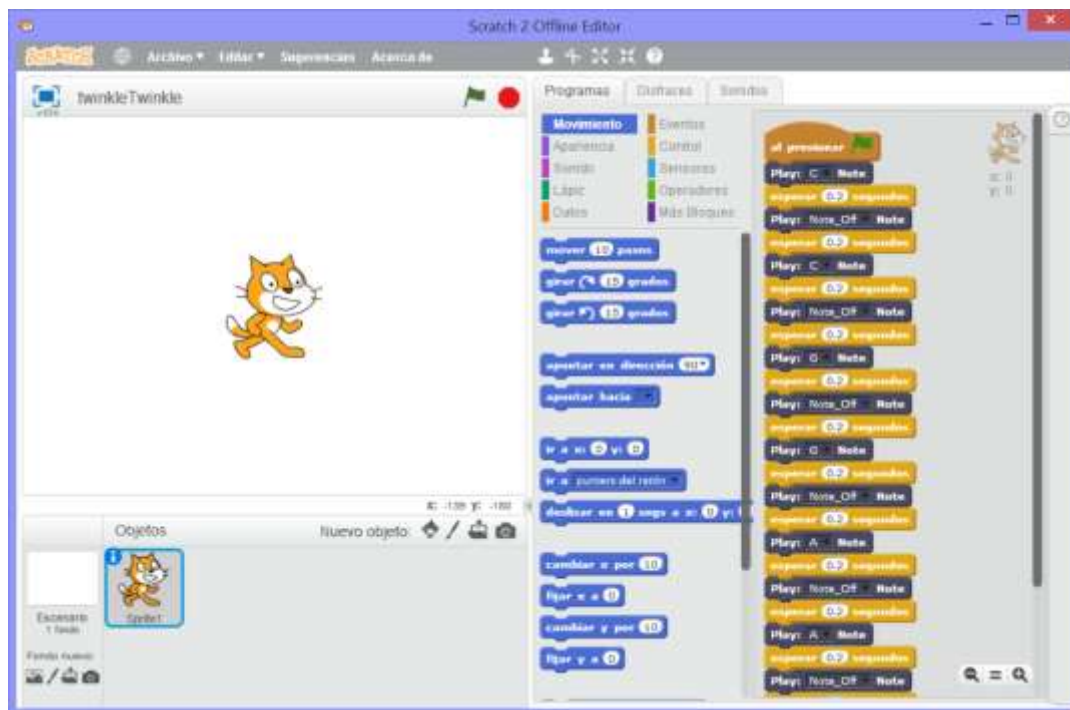 Scratch 2 Offline Editor
SCRATCH Archivo Editar Sugerencias Acerca de
twinkleTwinkle
Programas Disfraces Sonidos
Movimiento Eventos
Apariencia Control
Sonido Sensores
Lápiz Operadores
Datos Más Bloques
mover 10 pasos
girar 15 grados
girar 15 grados
apuntar en dirección 90
apuntar hacia
ir a x: 0 y: 0
ir a puntero del ratón
deslizar en 1 segs a x: 0 y:
cambiar x por 10
fijar x a 0
cambiar y por 10
fijar y a 0
al presionar
Play: C Note
esperar 0.2 segundos
Play: Note_Off Note
esperar 0.2 segundos
Play: C Note
esperar 0.2 segundos
Play: Note_Off Note
esperar 0.2 segundos
Play: G Note
esperar 0.2 segundos
Play: Note_Off Note
esperar 0.2 segundos
Play: G Note
esperar 0.2 segundos
Play: Note_Off Note
esperar 0.2 segundos
Play: A Note
esperar 0.2 segundos
Play: Note_Off Note
esperar 0.2 segundos
Play: A Note
esperar 0.2 segundos
Play: Note_Off Note
x: 0
y: 0
Objetos Nuevo objeto:
Escenario
1 fondo
Fondo nuevo:
Sprite1